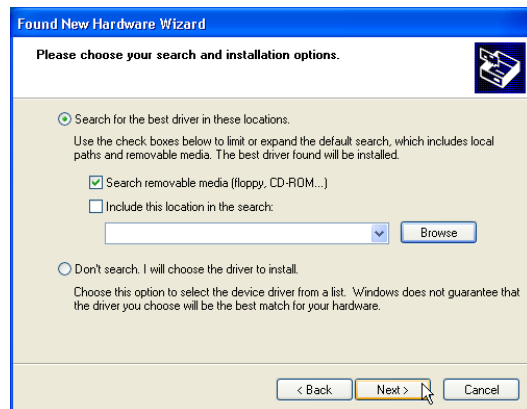 Found New Hardware Wizard
Please choose your search and installation options.
Search for the best driver in these locations.
Use the check boxes below to limit or expand the default search, which includes local
paths and removable media. The best driver found will be installed.
Search removable media (floppy, CD-ROM...)
Include this location in the search:
Browse
Don't search. I will choose the driver to install.
Choose this option to select the device driver from a list. Windows does not guarantee that
the driver you choose will be the best match for your hardware.
< Back Next > Cancel